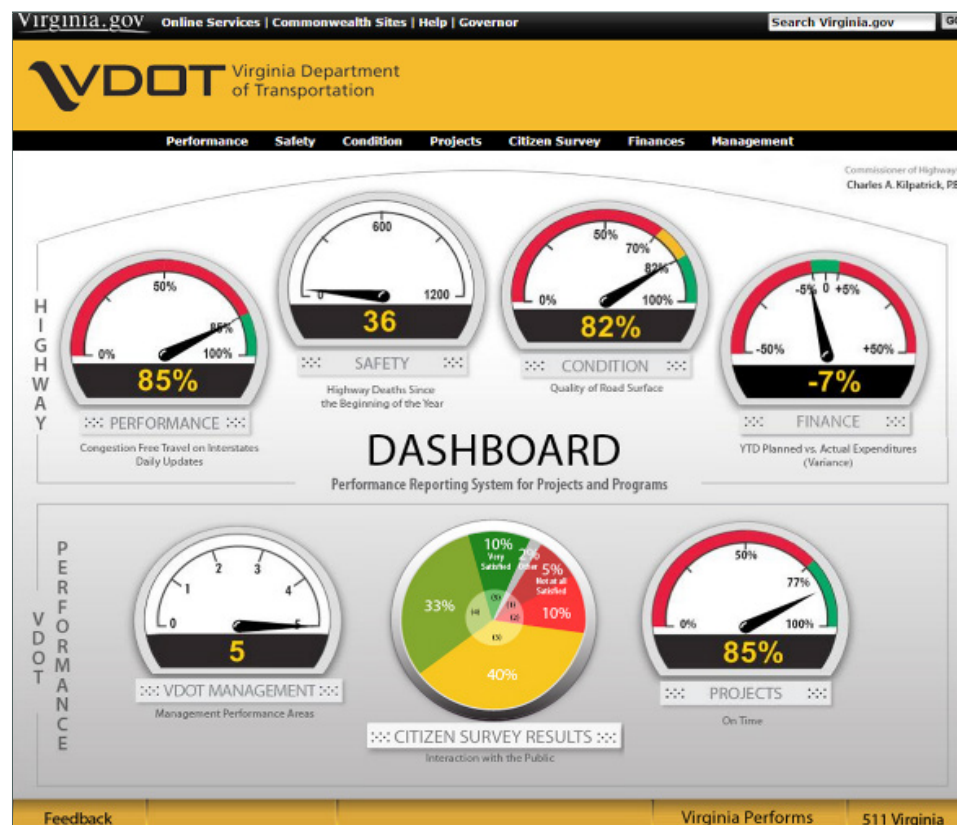 Virginia.gov Online Services | Commonwealth Sites | Help | Governor Search Virginia.gov GO
VDOT Virginia Department
of Transportation
Performance Safety Condition Projects Citizen Survey Finances Management
Commissioner of Highway
Charles A. Kilpatrick, P.E
HIGHWAY
0% 50% 85% 100%
85%
PERFORMANCE
Congestion Free Travel on Interstates
Daily Updates
0 600 1200
36
SAFETY
Highway Deaths Since
the Beginning of the Year
0% 50% 70% 82% 100%
82%
CONDITION
Quality of Road Surface
-50% -5% 0 +5% +50%
-7%
FINANCE
YTD Planned vs. Actual Expenditures
(Variance)
DASHBOARD
Performance Reporting System for Projects and Programs
VDOT
PERFORMANCE
0 1 2 3 4 5
5
VDOT MANAGEMENT
Management Performance Areas
10%
Very
Satisfied
2%
Other
5%
Not at all
Satisfied
33%
10%
40%
(5)
(4)
(1)
(2)
(3)
CITIZEN SURVEY RESULTS
Interaction with the Public
0% 50% 77% 100%
85%
PROJECTS
On Time
Feedback Virginia Performs 511 Virginia